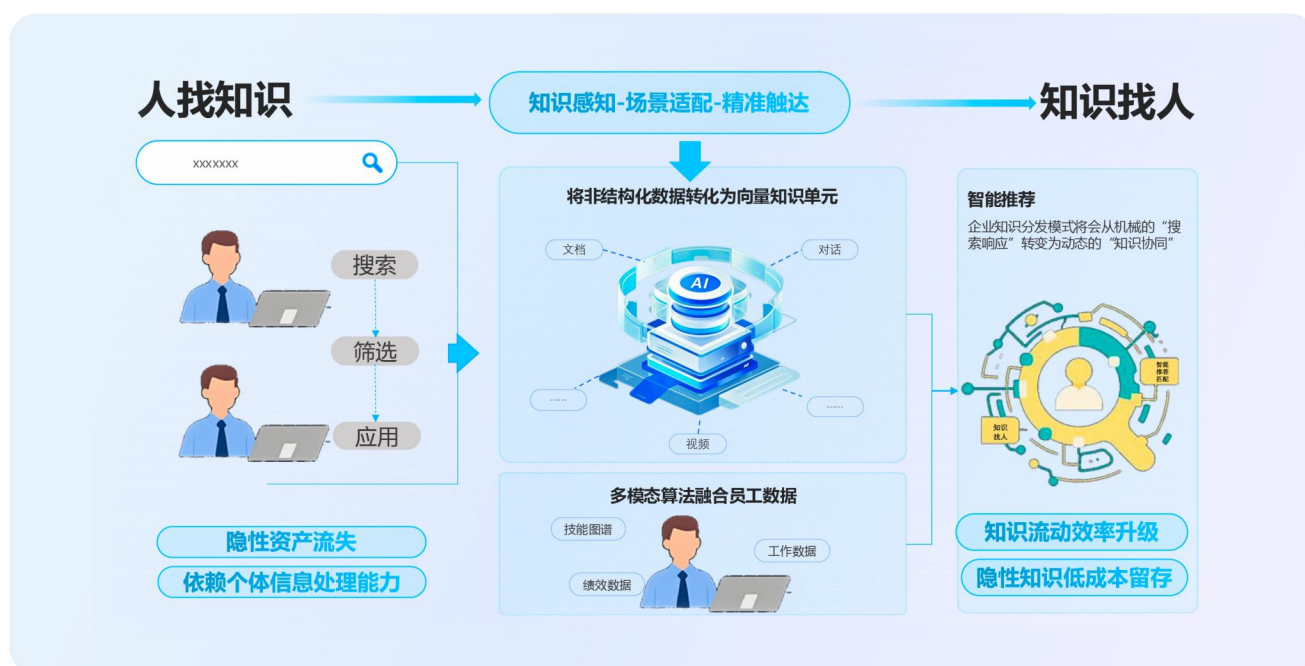 人找知识
知识感知-场景适配-精准触达
知识找人
xxxxxxx
搜索
筛选
应用
隐性资产流失
依赖个体信息处理能力
将非结构化数据转化为向量知识单元
文档
对话
AI
……
……
视频
多模态算法融合员工数据
技能图谱
工作数据
绩效数据
智能推荐
企业知识分发模式将会从机械的“搜
索响应”转变为动态的“知识协同”
智能
推荐
匹配
知识
找人
知识流动效率升级
隐性知识低成本留存